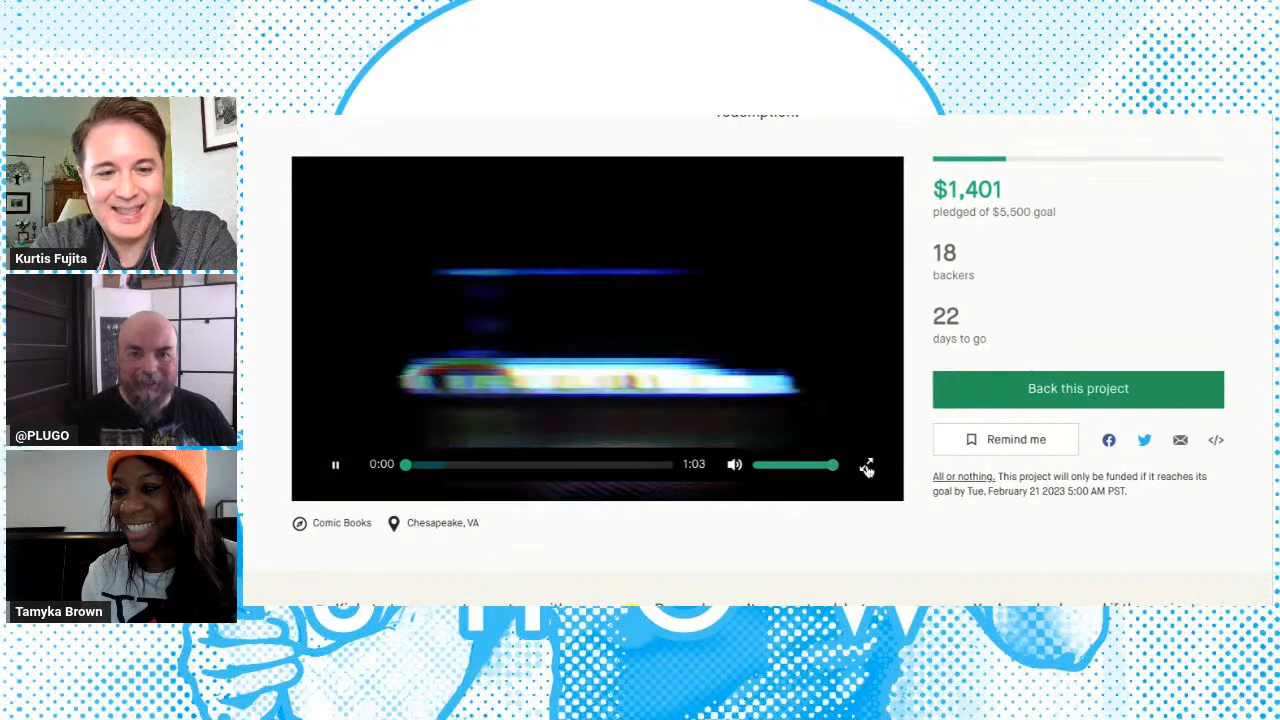 redemption.
Kurtis Fujita
@PLUGO
Tamyka Brown
$1,401
pledged of $5,500 goal
18
backers
22
days to go
Back this project
Remind me
All or nothing. This project will only be funded if it reaches its
goal by Tue, February 21 2023 5:00 AM PST.
0:00
1:03
Comic Books
Chesapeake, VA